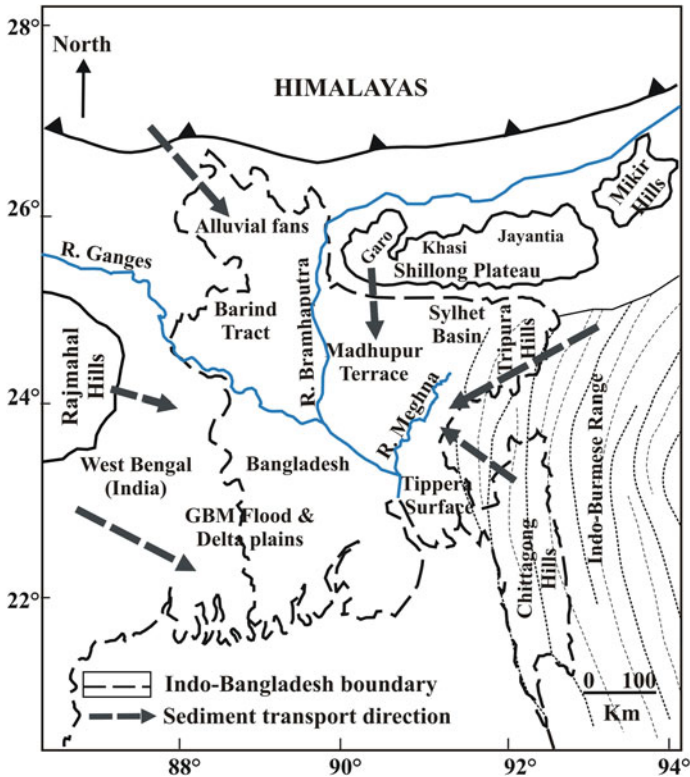 28°
North
HIMALAYAS
26°
Mikir
Hills
Alluvial fans
Garo
Khasi
Jayantia
Shillong Plateau
R. Ganges
R. Bramhaputra
Barind
Tract
Sylhet
Basin
Tripura
Hills
Rajmahal
Hills
Madhupur
Terrace
24°
R. Meghna
Indo-Burmese Range
West Bengal
(India)
Bangladesh
Tippera
Surface
GBM Flood &
Delta plains
Chittagong
Hills
22°
Indo-Bangladesh boundary
0 100
Km
Sediment transport direction
88°
90°
92°
94°